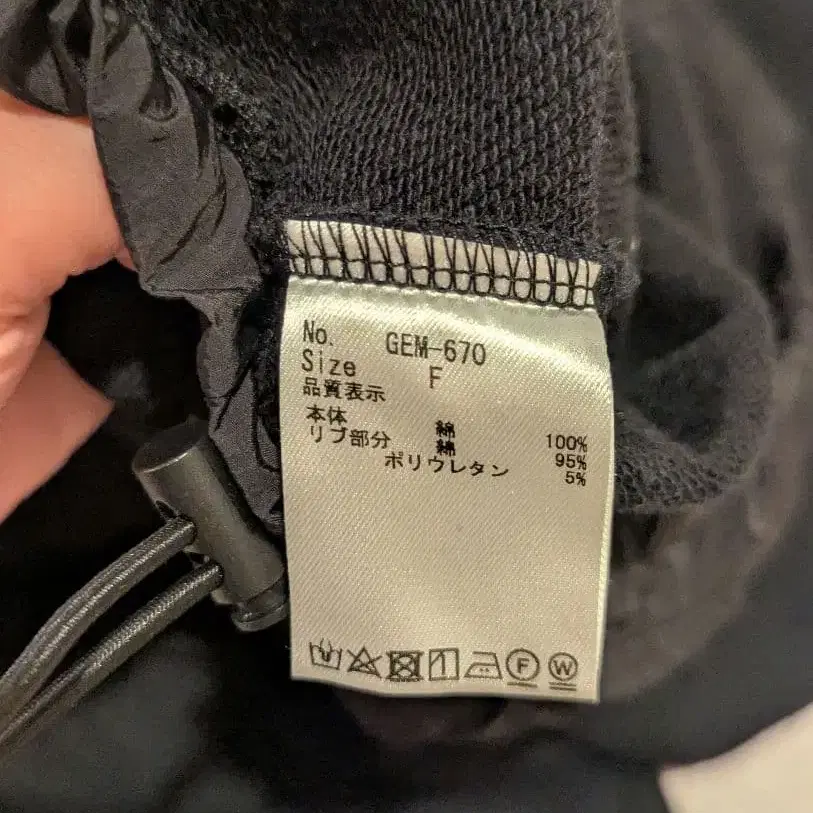 No. GEM-670
Size F
品質表示
本体 綿 100%
リブ部分 綿 95%
ポリウレタン 5%
F W